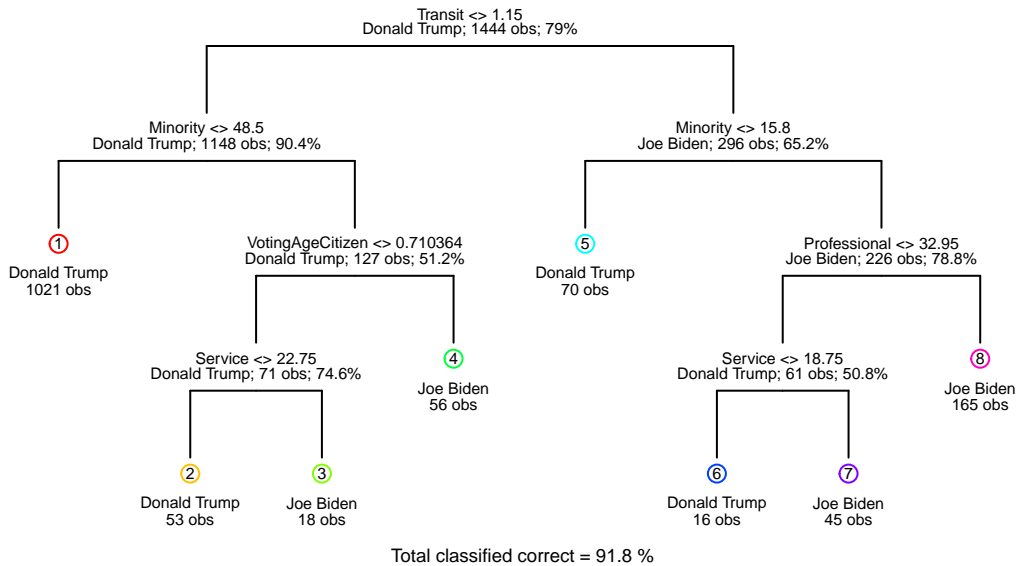 Transit <> 1.15
Donald Trump; 1444 obs; 79%
Minority <> 48.5
Donald Trump; 1148 obs; 90.4%
Minority <> 15.8
Joe Biden; 296 obs; 65.2%
1
Donald Trump
1021 obs
VotingAgeCitizen <> 0.710364
Donald Trump; 127 obs; 51.2%
5
Donald Trump
70 obs
Professional <> 32.95
Joe Biden; 226 obs; 78.8%
Service <> 22.75
Donald Trump; 71 obs; 74.6%
4
Joe Biden
56 obs
Service <> 18.75
Donald Trump; 61 obs; 50.8%
8
Joe Biden
165 obs
2
Donald Trump
53 obs
3
Joe Biden
18 obs
6
Donald Trump
16 obs
7
Joe Biden
45 obs
Total classified correct = 91.8 %